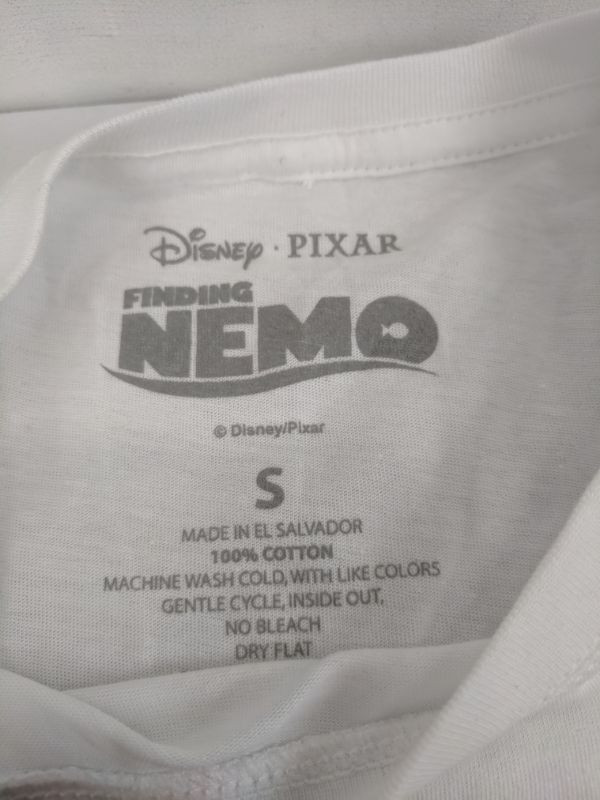 Disney · PIXAR
FINDING
NEMO
© Disney/Pixar
S
MADE IN EL SALVADOR
100% COTTON
MACHINE WASH COLD, WITH LIKE COLORS
GENTLE CYCLE, INSIDE OUT,
NO BLEACH
DRY FLAT